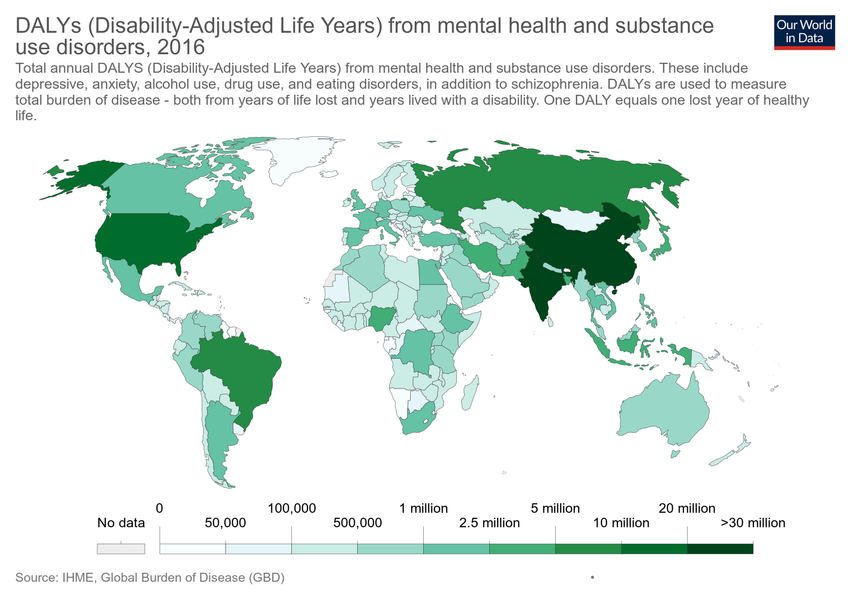 DALYs (Disability-Adjusted Life Years) from mental health and substance
use disorders, 2016
Our World
in Data
Total annual DALYS (Disability-Adjusted Life Years) from mental health and substance use disorders. These include
depressive, anxiety, alcohol use, drug use, and eating disorders, in addition to schizophrenia. DALYs are used to measure
total burden of disease - both from years of life lost and years lived with a disability. One DALY equals one lost year of healthy
life.
0 100,000 1 million 5 million 20 million
No data 50,000 500,000 2.5 million 10 million >30 million
Source: IHME, Global Burden of Disease (GBD)